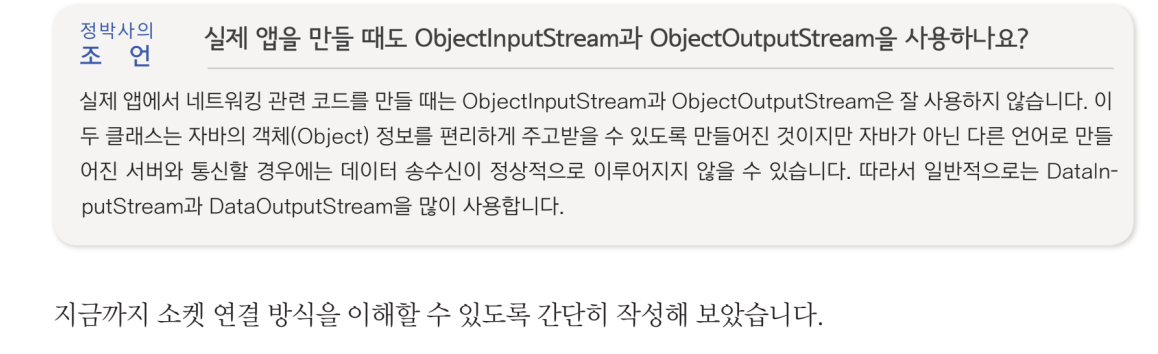 정박사의
조 언
실제 앱을 만들 때도 ObjectInputStream과 ObjectOutputStream을 사용하나요?
실제 앱에서 네트워킹 관련 코드를 만들 때는 ObjectInputStream과 ObjectOutputStream은 잘 사용하지 않습니다. 이
두 클래스는 자바의 객체(Object) 정보를 편리하게 주고받을 수 있도록 만들어진 것이지만 자바가 아닌 다른 언어로 만들
어진 서버와 통신할 경우에는 데이터 송수신이 정상적으로 이루어지지 않을 수 있습니다. 따라서 일반적으로는 DataIn-
putStream과 DataOutputStream을 많이 사용합니다.
지금까지 소켓 연결 방식을 이해할 수 있도록 간단히 작성해 보았습니다.